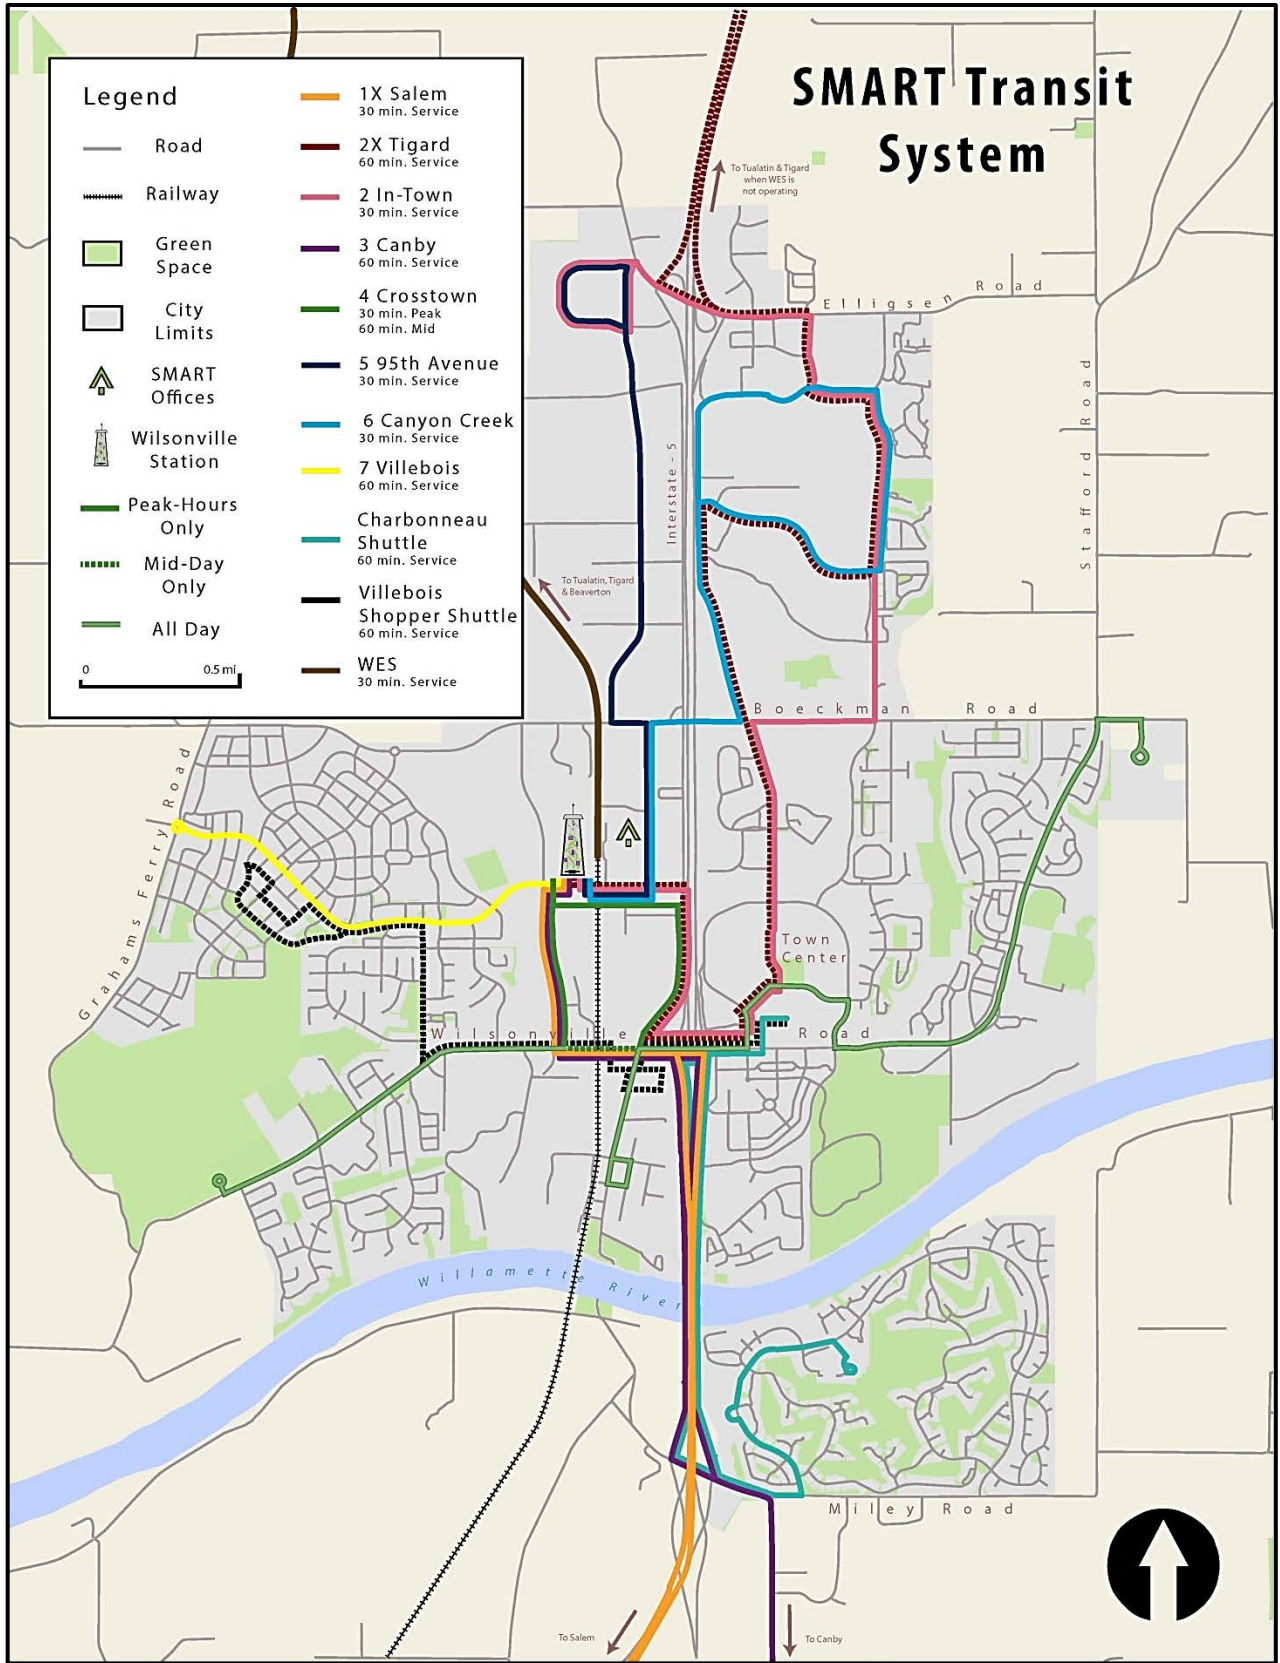 SMART Transit
System
Legend
Road
Railway
Green
Space
City
Limits
SMART
Offices
Wilsonville
Station
Peak-Hours
Only
Mid-Day
Only
All Day
0 0.5 mi
1X Salem
30 min. Service
2X Tigard
60 min. Service
2 In-Town
30 min. Service
3 Canby
60 min. Service
4 Crosstown
30 min. Peak
60 min. Mid
5 95th Avenue
30 min. Service
6 Canyon Creek
30 min. Service
7 Villebois
60 min. Service
Charbonneau
Shuttle
60 min. Service
Villebois
Shopper Shuttle
60 min. Service
WES
30 min. Service
To Tualatin & Tigard
when WES is
not operating
Elligsen Road
Stafford Road
Interstate - 5
To Tualatin, Tigard
& Beaverton
Boeckman Road
Grahams Ferry Road
Town
Center
Wilsonville Road
Willamette River
Miley Road
To Salem
To Canby